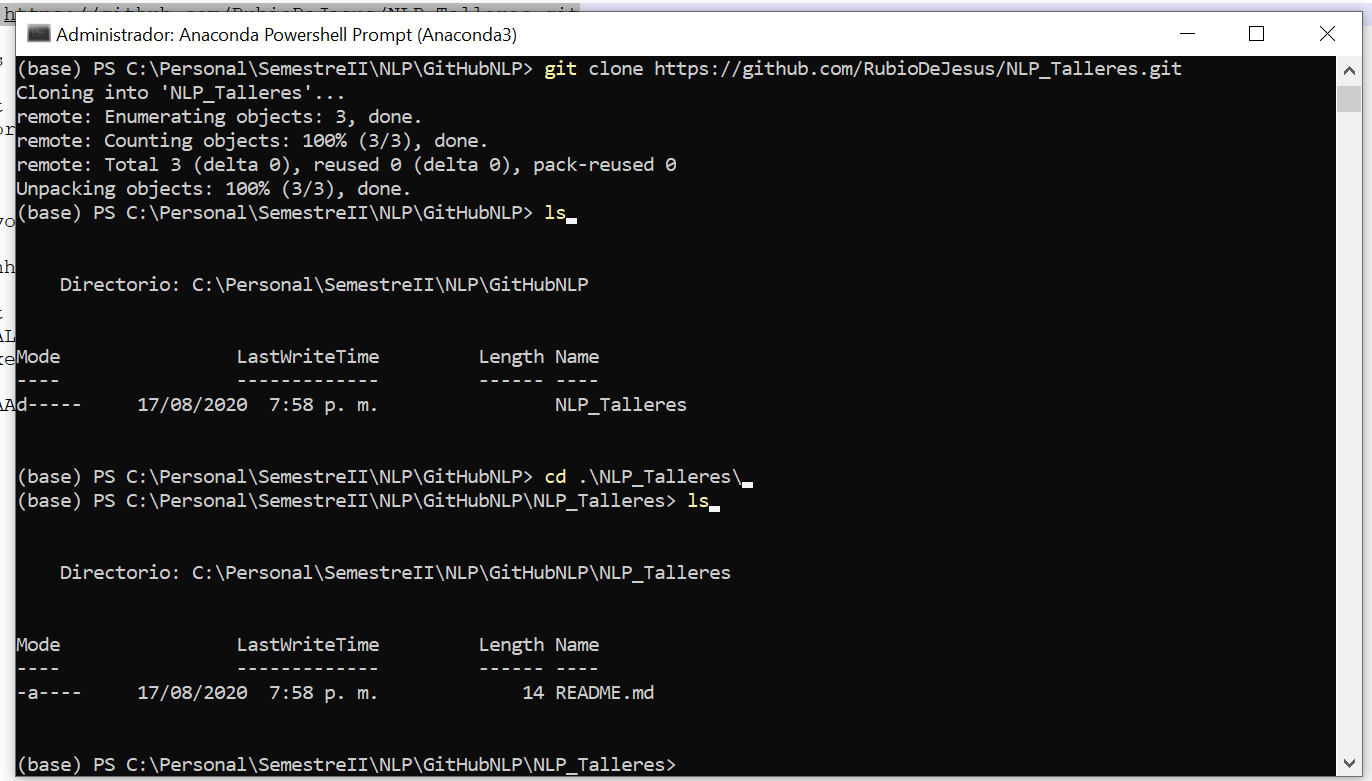 https://github.com/RubioDeJesus/NLP_Talleres.git
Administrador: Anaconda Powershell Prompt (Anaconda3)
(base) PS C:\Personal\SemestreII\NLP\GitHubNLP> git clone https://github.com/RubioDeJesus/NLP_Talleres.git
Cloning into 'NLP_Talleres'...
remote: Enumerating objects: 3, done.
remote: Counting objects: 100% (3/3), done.
remote: Total 3 (delta 0), reused 0 (delta 0), pack-reused 0
Unpacking objects: 100% (3/3), done.
(base) PS C:\Personal\SemestreII\NLP\GitHubNLP> ls
Directorio: C:\Personal\SemestreII\NLP\GitHubNLP
Mode LastWriteTime Length Name
---- ------------- ------ ----
d----- 17/08/2020 7:58 p. m. NLP_Talleres
(base) PS C:\Personal\SemestreII\NLP\GitHubNLP> cd .\NLP_Talleres\
(base) PS C:\Personal\SemestreII\NLP\GitHubNLP\NLP_Talleres> ls
Directorio: C:\Personal\SemestreII\NLP\GitHubNLP\NLP_Talleres
Mode LastWriteTime Length Name
---- ------------- ------ ----
-a---- 17/08/2020 7:58 p. m. 14 README.md
(base) PS C:\Personal\SemestreII\NLP\GitHubNLP\NLP_Talleres>